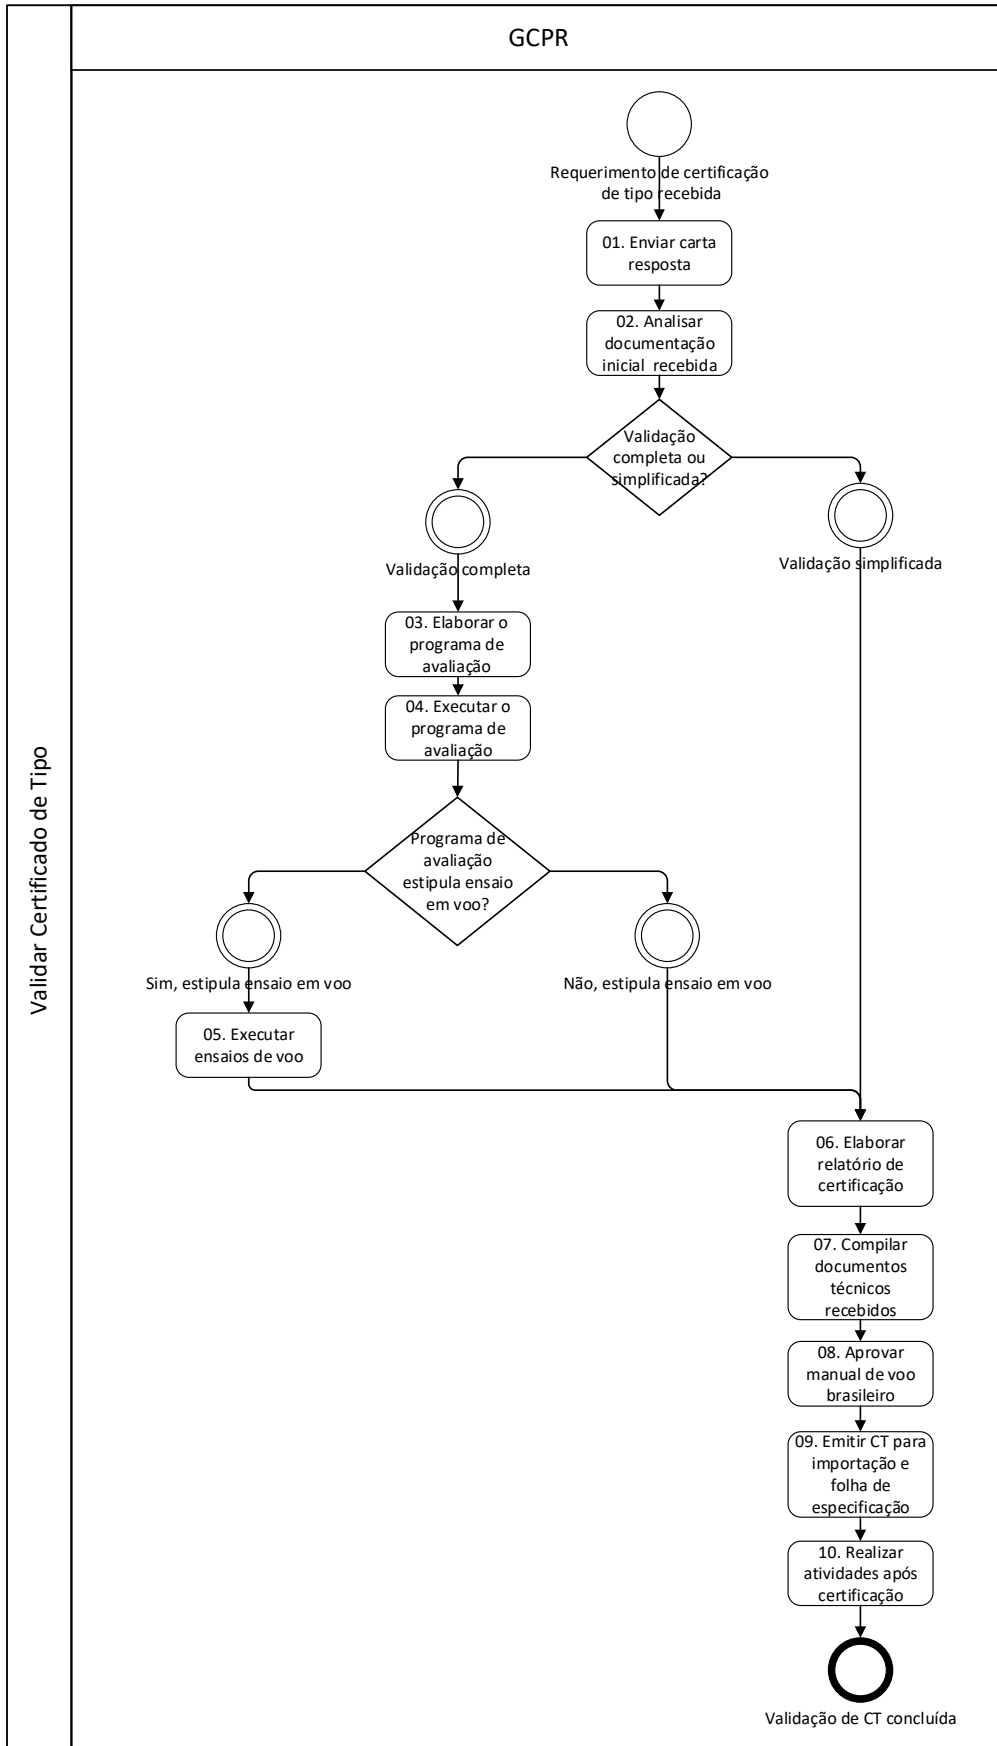 GCPR
Validar Certificado de Tipo
Requerimento de certificação
de tipo recebida
01. Enviar carta
resposta
02. Analisar
documentação
inicial  recebida
Validação
completa ou
simplificada?
Validação completa
Validação simplificada
03. Elaborar o
programa de
avaliação
04. Executar o
programa de
avaliação
Programa de
avaliação
estipula ensaio
em voo?
Sim, estipula ensaio em voo
Não, estipula ensaio em voo
05. Executar
ensaios de voo
06. Elaborar
relatório de
certificação
07. Compilar
documentos
técnicos
recebidos
08. Aprovar
manual de voo
brasileiro
09. Emitir CT para
importação e
folha de
especificação
10. Realizar
atividades após
certificação
Validação de CT concluída